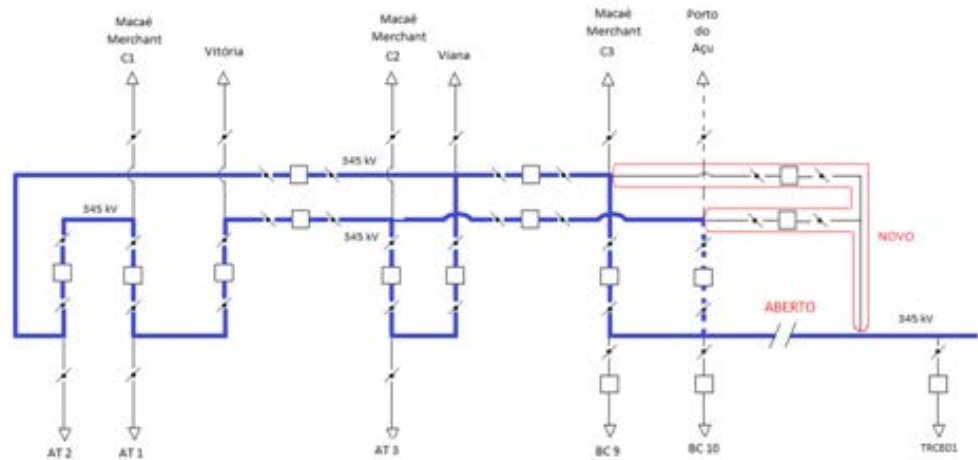 Macaé
Merchant
C1
Vitória
Macaé
Merchant
C2
Viana
Macaé
Merchant
C3
Porto
do
Açu
345 kV
345 kV
345 kV
NOVO
ABERTO
345 kV
AT 2
AT 1
AT 3
BC 9
BC 10
TRC601